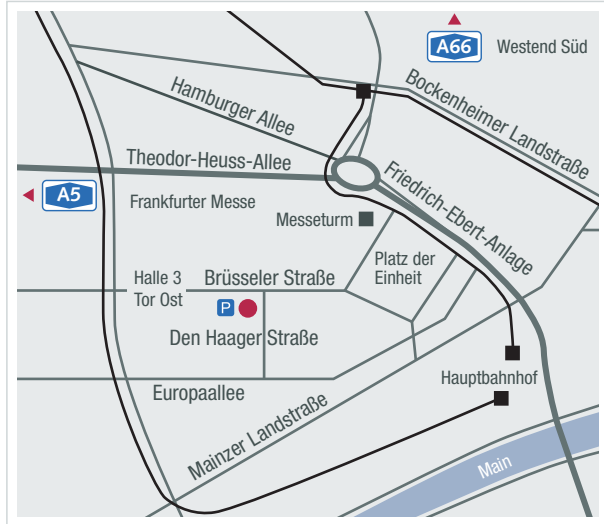 A66
Westend Süd
Bockenheimer Landstraße
Hamburger Allee
Theodor-Heuss-Allee
A5
Frankfurter Messe
Friedrich-Ebert-Anlage
Messeturm
Platz der
Einheit
Halle 3
Tor Ost
Brüsseler Straße
P
Den Haager Straße
Europaallee
Hauptbahnhof
Mainzer Landstraße
Main